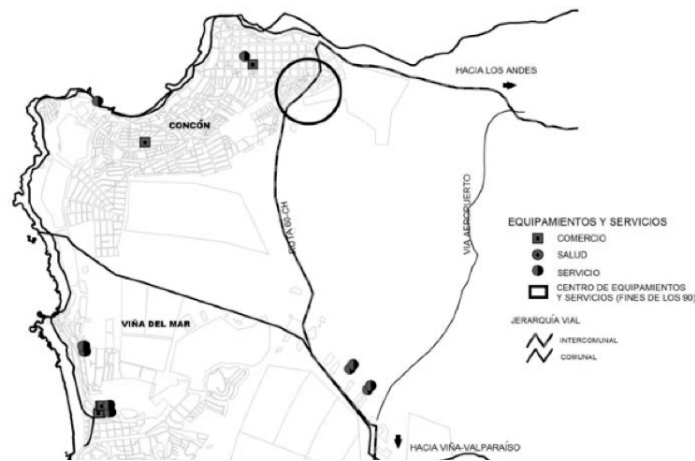 HACIA LOS ANDES
CONCÓN
RUTA 60-CH
VIA AEROPUERTO
VIÑA DEL MAR
HACIA VIÑA-VALPARAÍSO
EQUIPAMIENTOS Y SERVICIOS
COMERCIO
SALUD
SERVICIO
CENTRO DE EQUIPAMIENTOS
Y SERVICIOS (FINES DE LOS 90)
JERARQUÍA VIAL
INTERCOMUNAL
COMUNAL